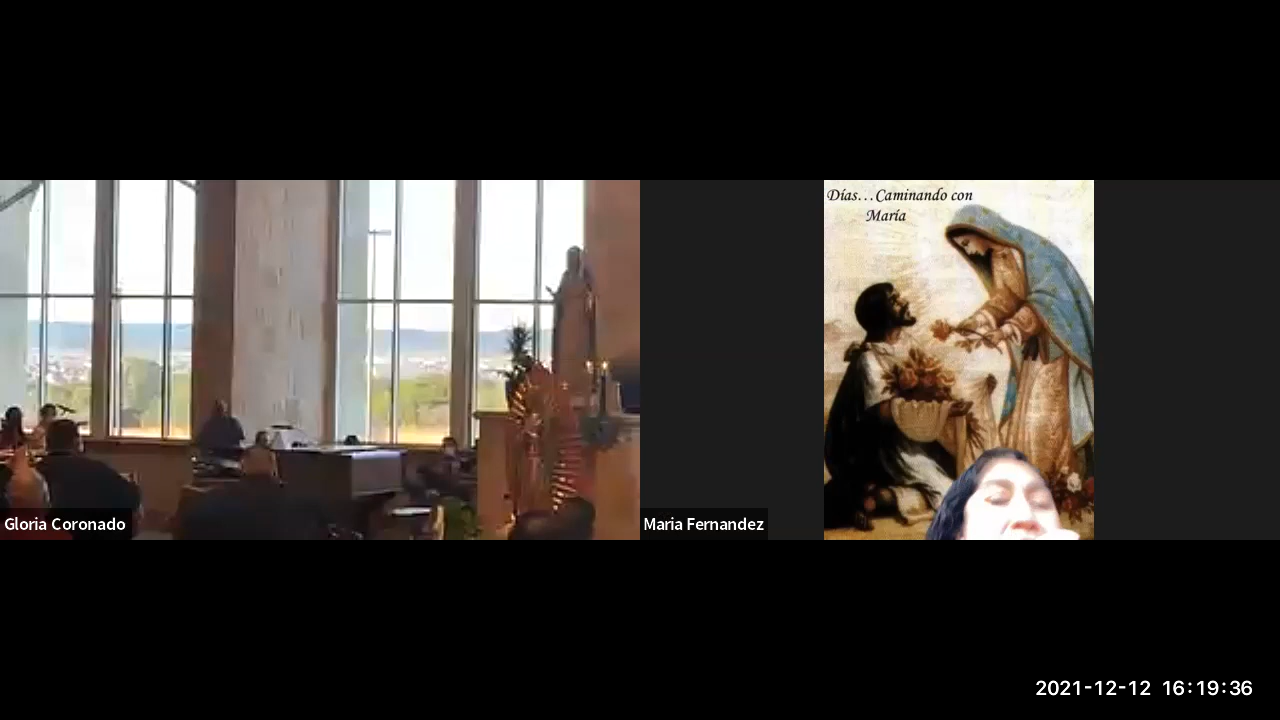 Días...Caminando con
María
Gloria Coronado
Maria Fernandez
2021-12-12 16:19:36